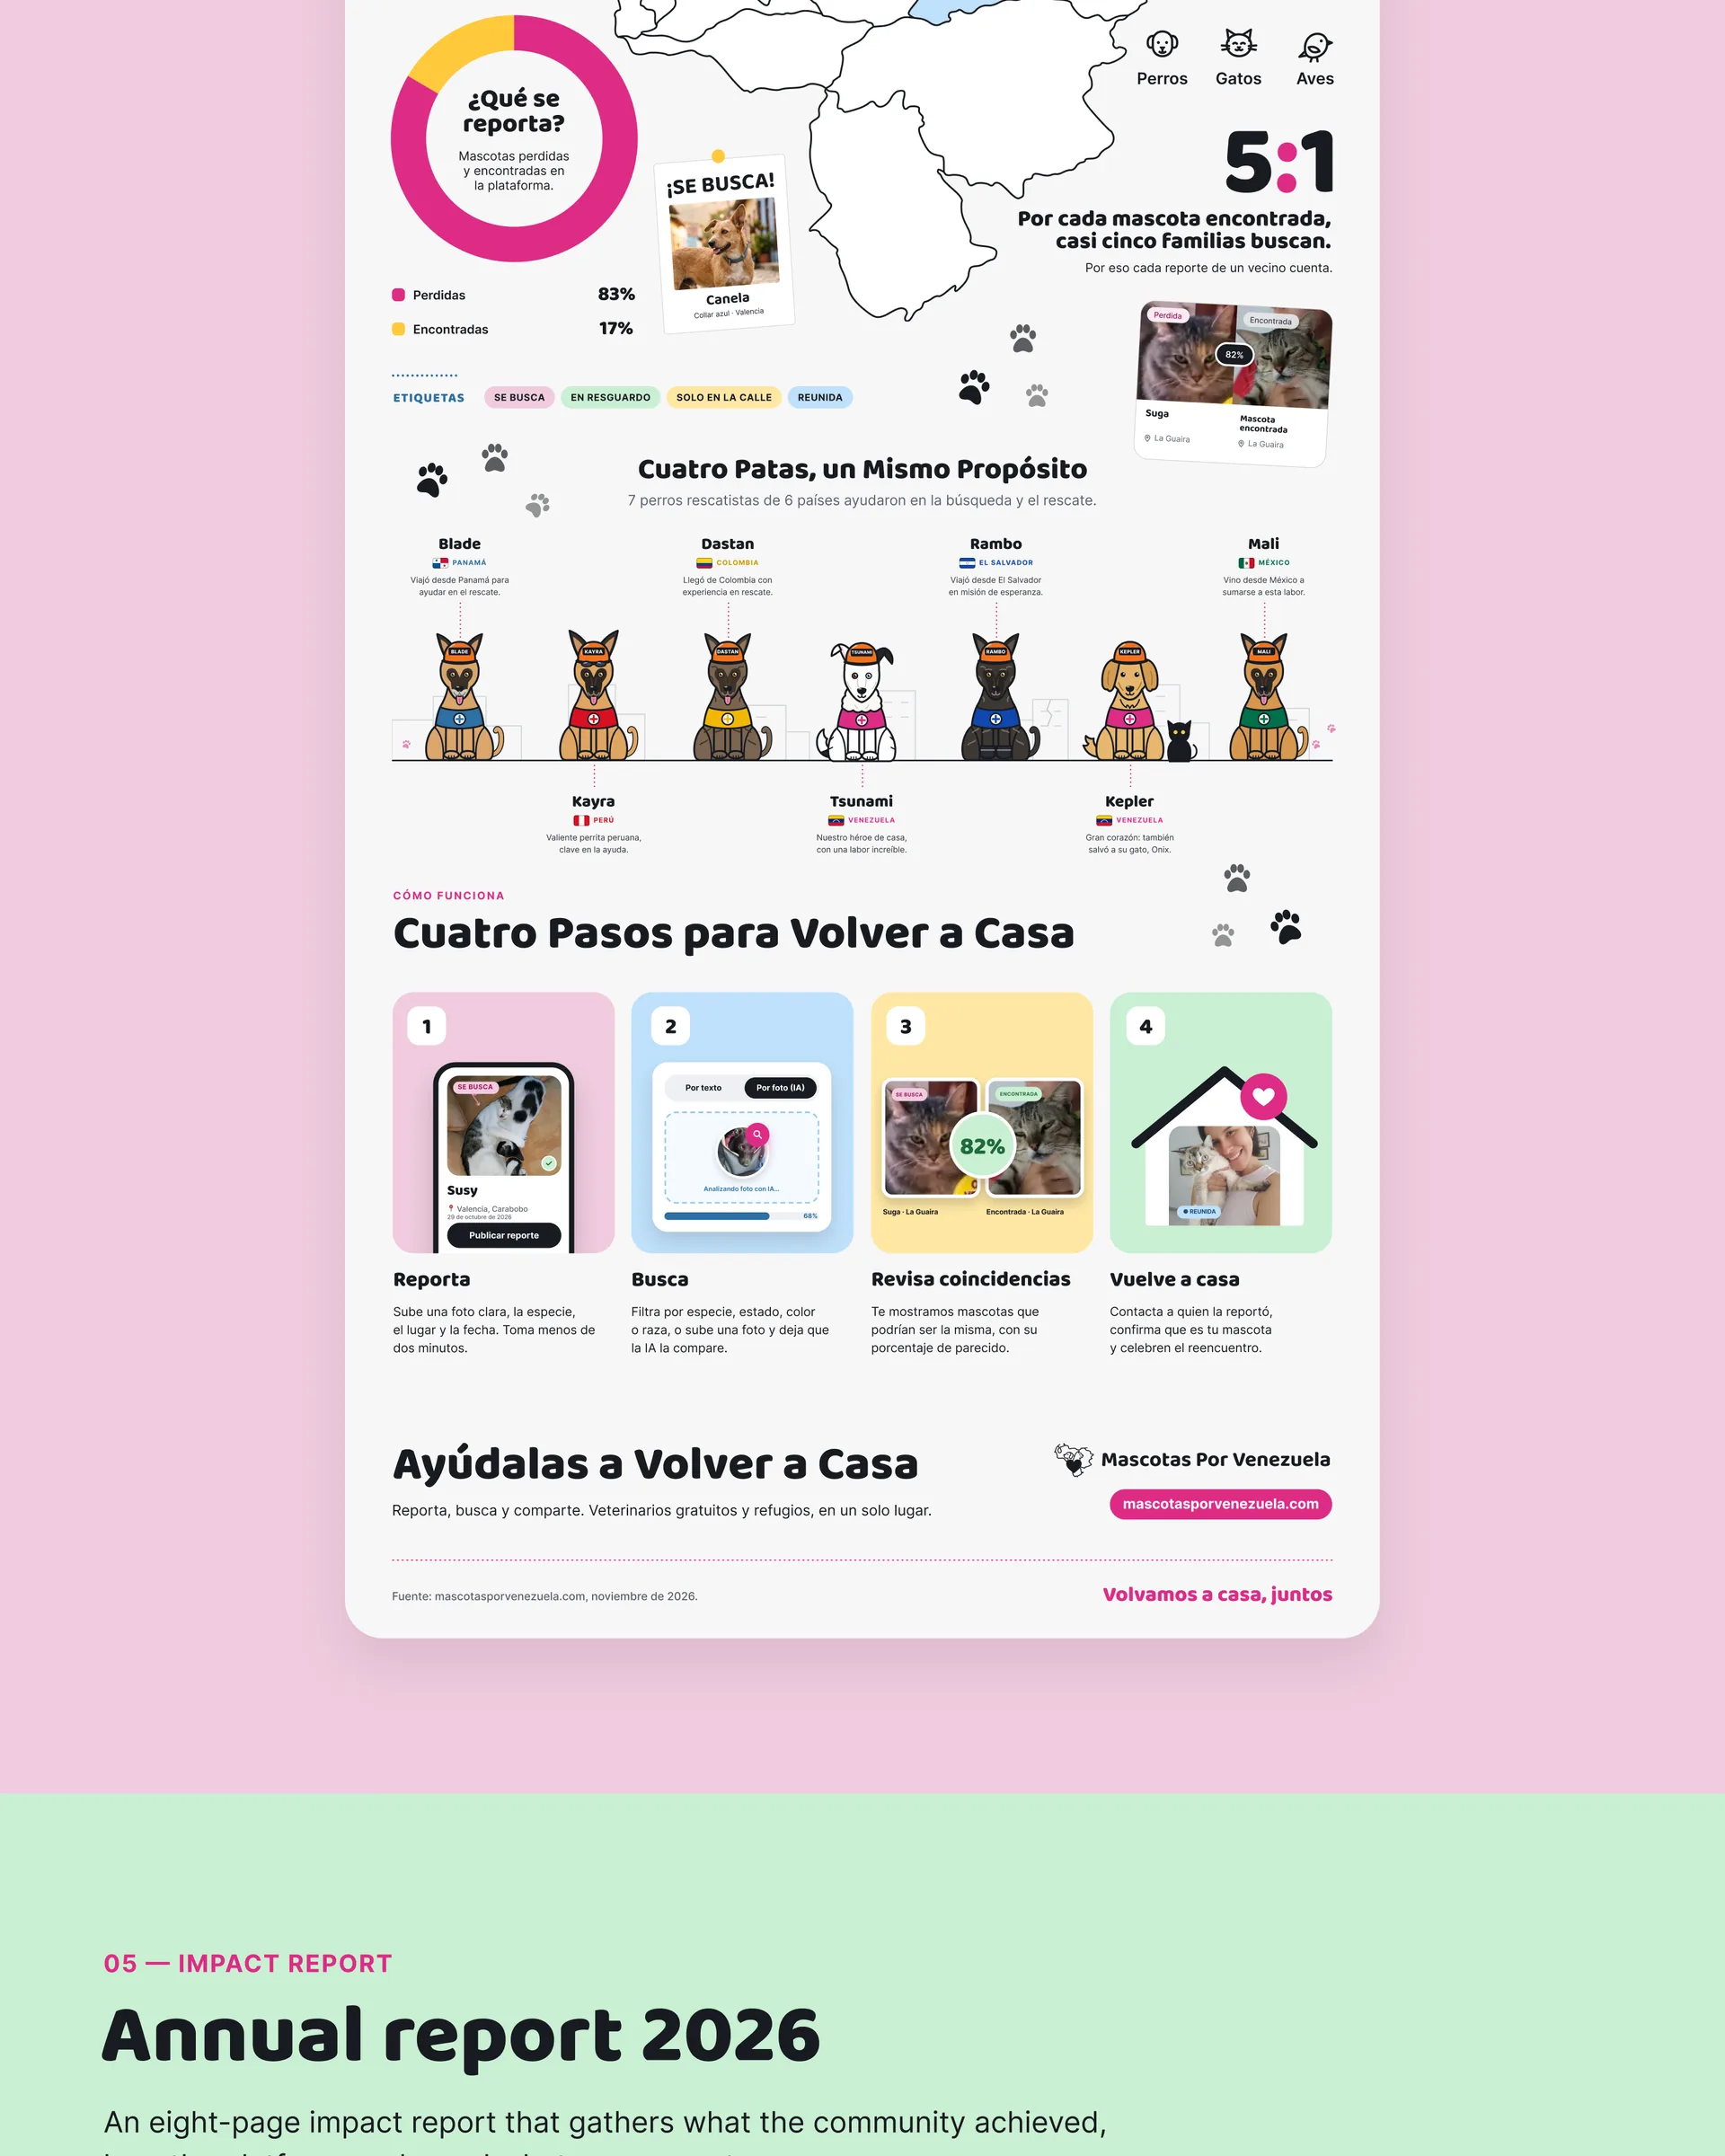 ¿Qué se
reporta?
Mascotas perdidas
y encontradas en
la plataforma.
Perdidas 83%
Encontradas 17%
¡SE BUSCA!
Canela
Collar azul · Valencia
Perros Gatos Aves
5:1
Por cada mascota encontrada,
casi cinco familias buscan.
Por eso cada reporte de un vecino cuenta.
Perdida Encontrada
82%
Suga
La Guaira
Mascota
encontrada
La Guaira
ETIQUETAS SE BUSCA EN RESGUARDO SOLO EN LA CALLE REUNIDA
Cuatro Patas, un Mismo Propósito
7 perros rescatistas de 6 países ayudaron en la búsqueda y el rescate.
Blade
PANAMÁ
Viajó desde Panamá para
ayudar en el rescate.
Dastan
COLOMBIA
Llegó de Colombia con
experiencia en rescate.
Rambo
EL SALVADOR
Viajó desde El Salvador
en misión de esperanza.
Mali
MÉXICO
Vino desde México a
sumarse a esta labor.
BLADE KAYRA DASTAN TSUNAMI RAMBO KEPLER MALI
Kayra
PERÚ
Valiente perrita peruana,
clave en la ayuda.
Tsunami
VENEZUELA
Nuestro héroe de casa,
con una labor increíble.
Kepler
VENEZUELA
Gran corazón: también
salvó a su gato, Onix.
CÓMO FUNCIONA
Cuatro Pasos para Volver a Casa
1
SE BUSCA
Susy
Valencia, Carabobo
29 de octubre de 2026
Publicar reporte
Reporta
Sube una foto clara, la especie,
el lugar y la fecha. Toma menos de
dos minutos.
2
Por texto Por foto (IA)
Analizando foto con IA...
68%
Busca
Filtra por especie, estado, color
o raza, o sube una foto y deja que
la IA la compare.
3
SE BUSCA ENCONTRADA
82%
Suga · La Guaira Encontrada · La Guaira
Revisa coincidencias
Te mostramos mascotas que
podrían ser la misma, con su
porcentaje de parecido.
4
REUNIDA
Vuelve a casa
Contacta a quien la reportó,
confirma que es tu mascota
y celebren el reencuentro.
Ayúdalas a Volver a Casa
Reporta, busca y comparte. Veterinarios gratuitos y refugios, en un solo lugar.
Mascotas Por Venezuela
mascotasporvenezuela.com
Fuente: mascotasporvenezuela.com, noviembre de 2026.
Volvamos a casa, juntos
05 — IMPACT REPORT
Annual report 2026
An eight-page impact report that gathers what the community achieved,